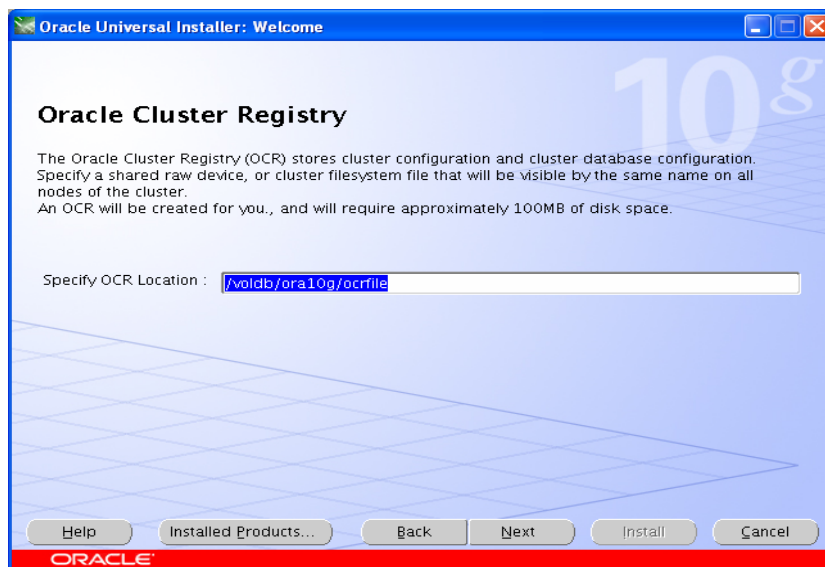 Oracle Universal Installer: Welcome
10g
Oracle Cluster Registry
The Oracle Cluster Registry (OCR) stores cluster configuration and cluster database configuration.
Specify a shared raw device, or cluster filesystem file that will be visible by the same name on all
nodes of the cluster.
An OCR will be created for you., and will require approximately 100MB of disk space.
Specify OCR Location :
/voldb/ora10g/ocrfile
Help
Installed Products...
Back
Next
Install
Cancel
ORACLE